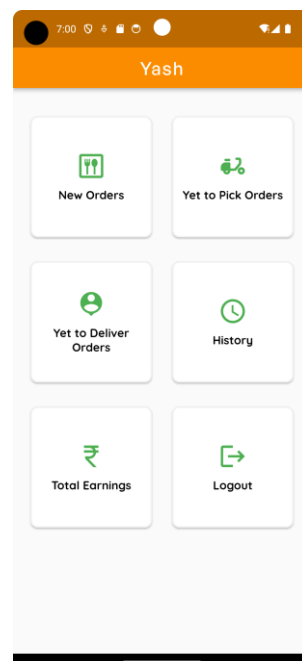 7:00
Yash
New Orders
Yet to Pick Orders
Yet to Deliver
Orders
History
₹
Total Earnings
Logout